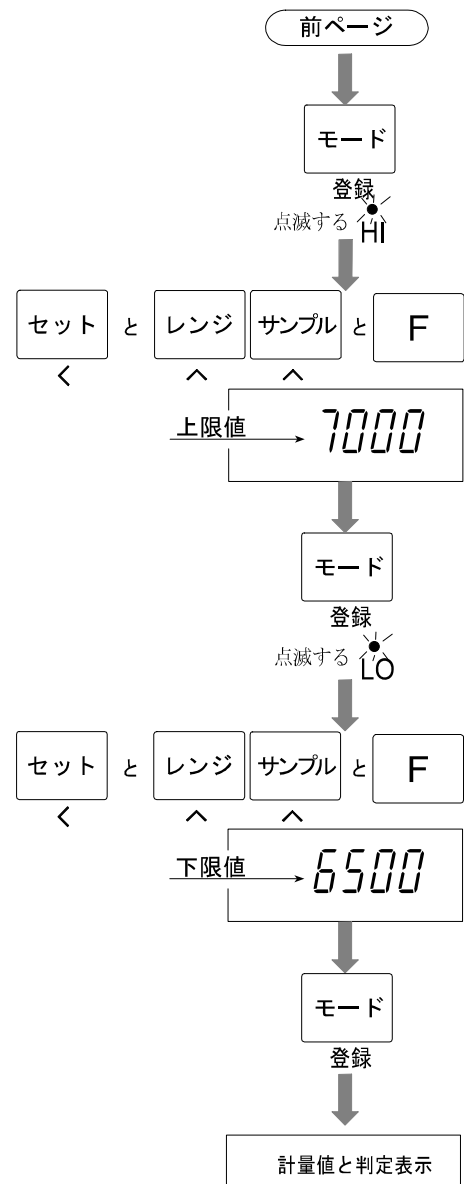 前ページ
モード
登録
点滅する HI
セット と レンジ サンプル と F
< ^ ^
上限値 7000
モード
登録
点滅する LO
セット と レンジ サンプル と F
< ^ ^
下限値 6500
モード
登録
計量値と判定表示